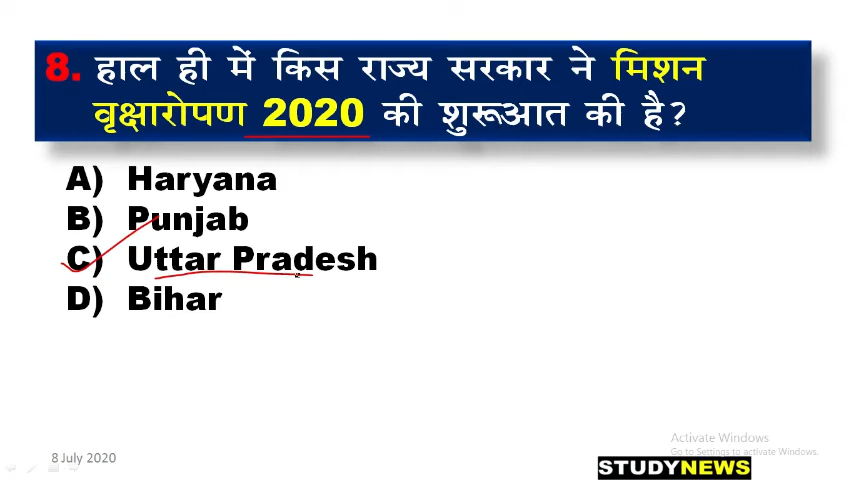 8. हाल ही में किस राज्य सरकार ने मिशन
वृक्षारोपण 2020 की शुरूआत की है?
A) Haryana
B) Punjab
C) Uttar Pradesh
D) Bihar
Activate Windows
Go to Settings to activate Windows.
8 July 2020
STUDYNEWS